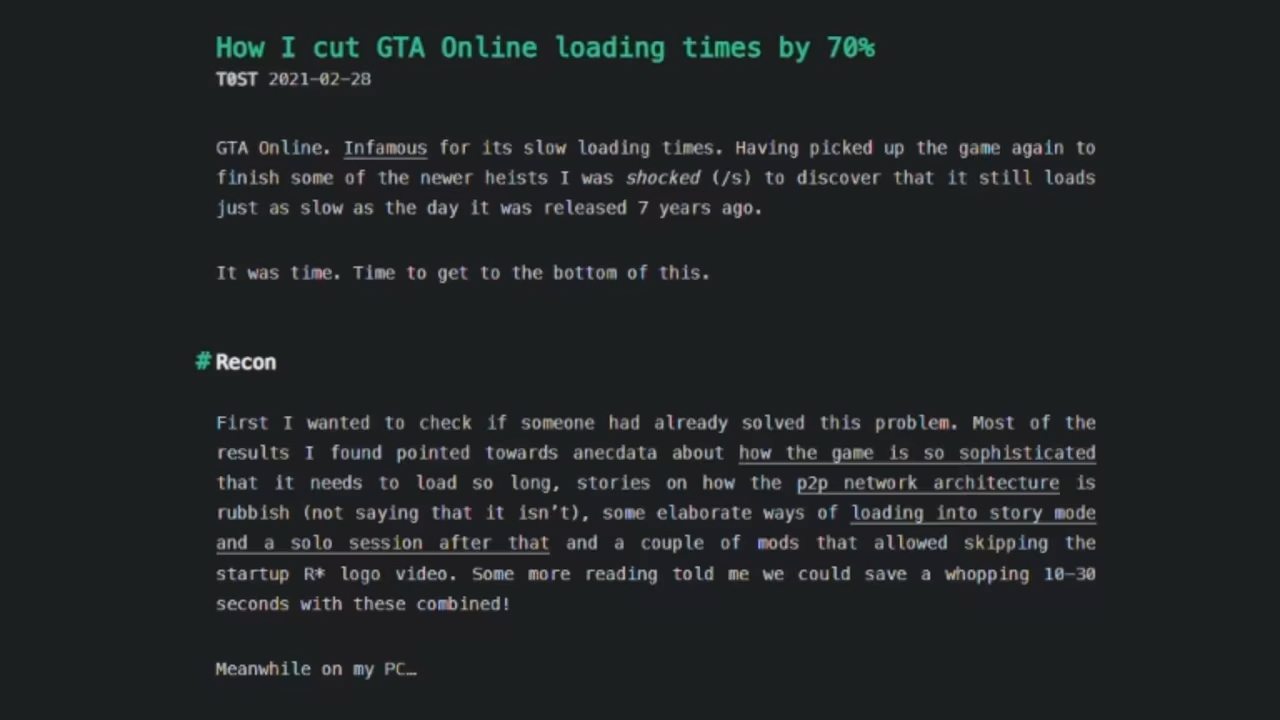 How I cut GTA Online loading times by 70%
T0ST 2021-02-28
GTA Online. Infamous for its slow loading times. Having picked up the game again to
finish some of the newer heists I was shocked (/s) to discover that it still loads
just as slow as the day it was released 7 years ago.
It was time. Time to get to the bottom of this.
# Recon
First I wanted to check if someone had already solved this problem. Most of the
results I found pointed towards anecdata about how the game is so sophisticated
that it needs to load so long, stories on how the p2p network architecture is
rubbish (not saying that it isn’t), some elaborate ways of loading into story mode
and a solo session after that and a couple of mods that allowed skipping the
startup R* logo video. Some more reading told me we could save a whopping 10–30
seconds with these combined!
Meanwhile on my PC…